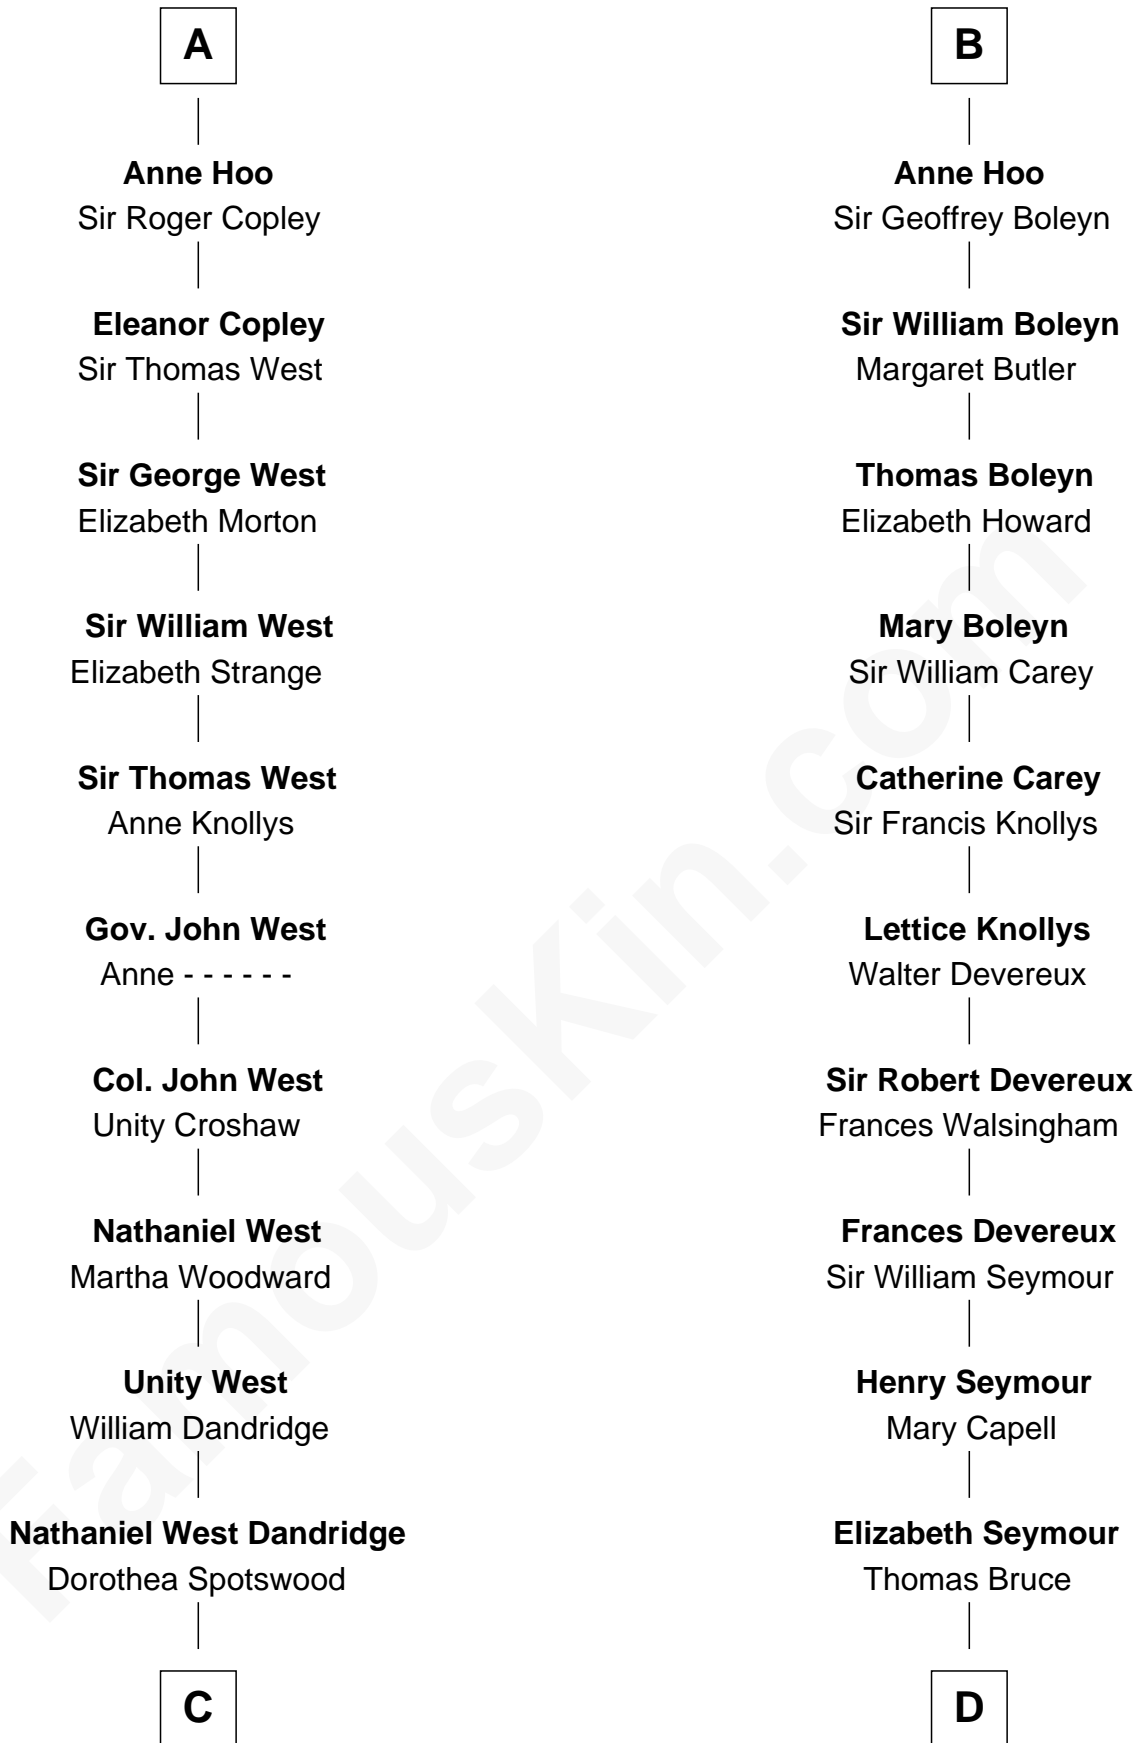 A
Anne Hoo
Sir Roger Copley
Eleanor Copley
Sir Thomas West
Sir George West
Elizabeth Morton
Sir William West
Elizabeth Strange
Sir Thomas West
Anne Knollys
Gov. John West
Anne - - - - - -
Col. John West
Unity Croshaw
Nathaniel West
Martha Woodward
Unity West
William Dandridge
Nathaniel West Dandridge
Dorothea Spotswood
C
B
Anne Hoo
Sir Geoffrey Boleyn
Sir William Boleyn
Margaret Butler
Thomas Boleyn
Elizabeth Howard
Mary Boleyn
Sir William Carey
Catherine Carey
Sir Francis Knollys
Lettice Knollys
Walter Devereux
Sir Robert Devereux
Frances Walsingham
Frances Devereux
Sir William Seymour
Henry Seymour
Mary Capell
Elizabeth Seymour
Thomas Bruce
D
FamousKin.com